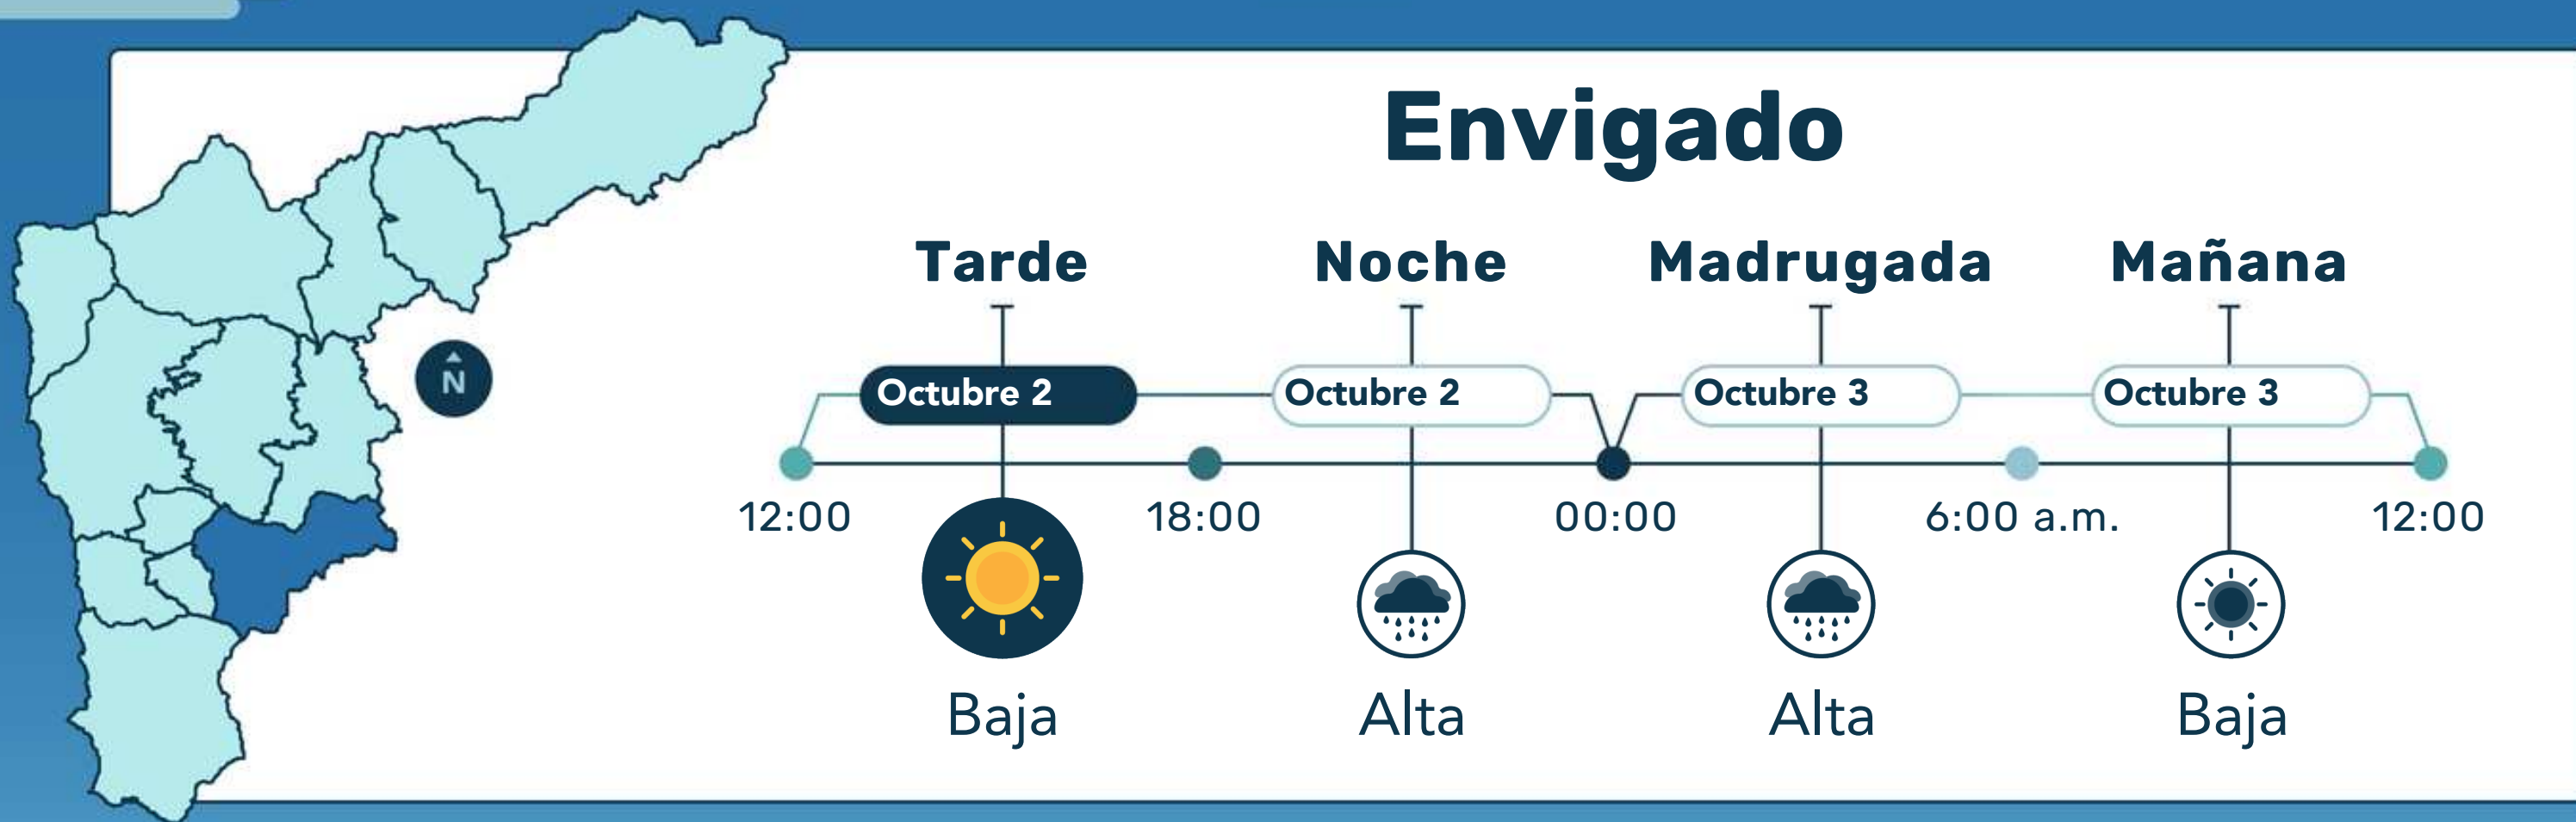 Envigado
Tarde Noche Madrugada Mañana
N
Octubre 2 Octubre 2 Octubre 3 Octubre 3
12:00 18:00 00:00 6:00 a.m. 12:00
Baja Alta Alta Baja